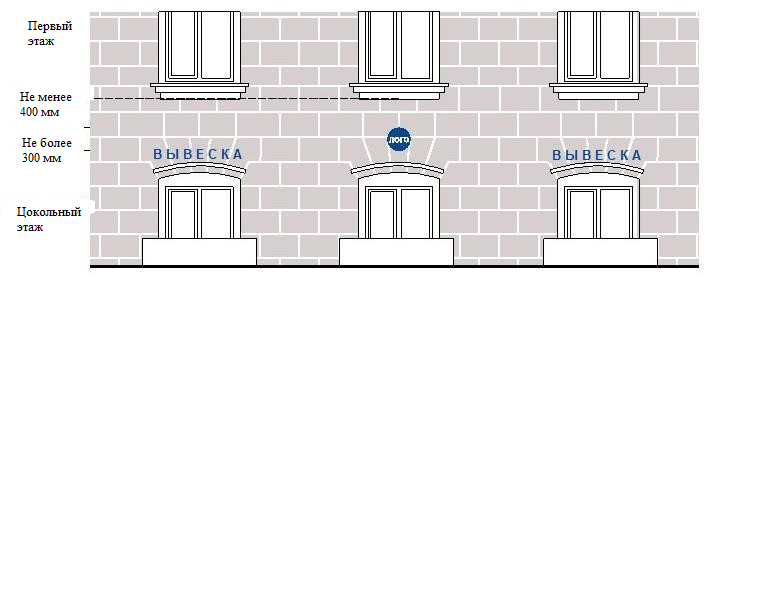 Первый
этаж
Не менее
400 мм
Не более
300 мм
Цокольный
этаж
ВЫВЕСКА
ЛОГО
ВЫВЕСКА